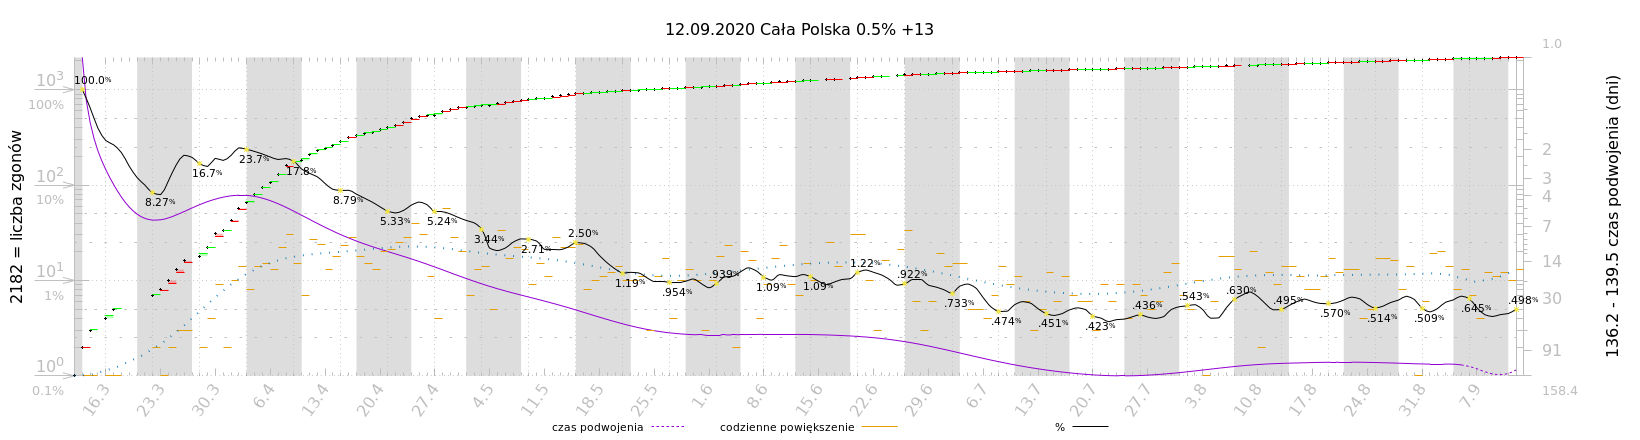 12.09.2020 Cała Polska 0.5% +13
1.0
10³ 100.0%
100%
2
23.7%
16.7% 17.8%
10² 3
10% 8.27% 8.79% 4
5.33% 5.24% 7
3.44% 2.71% 2.50%
10¹ 1.19% .954% .939% 1.09% 1.09% 1.22% .922% 14
1% .733% .474% .451% .423% .436% .543% .630% .495% .570% .514% .509% .645% .498% 30
91
10⁰
0.1% 158.4
2182 = liczba zgonów
136.2 - 139.5 czas podwojenia (dni)
16.3 23.3 30.3 6.4 13.4 20.4 27.4 4.5 11.5 18.5 25.5 1.6 8.6 15.6 22.6 29.6 6.7 13.7 20.7 27.7 3.8 10.8 17.8 24.8 31.8 7.9
czas podwojenia codzienne powiększenie %